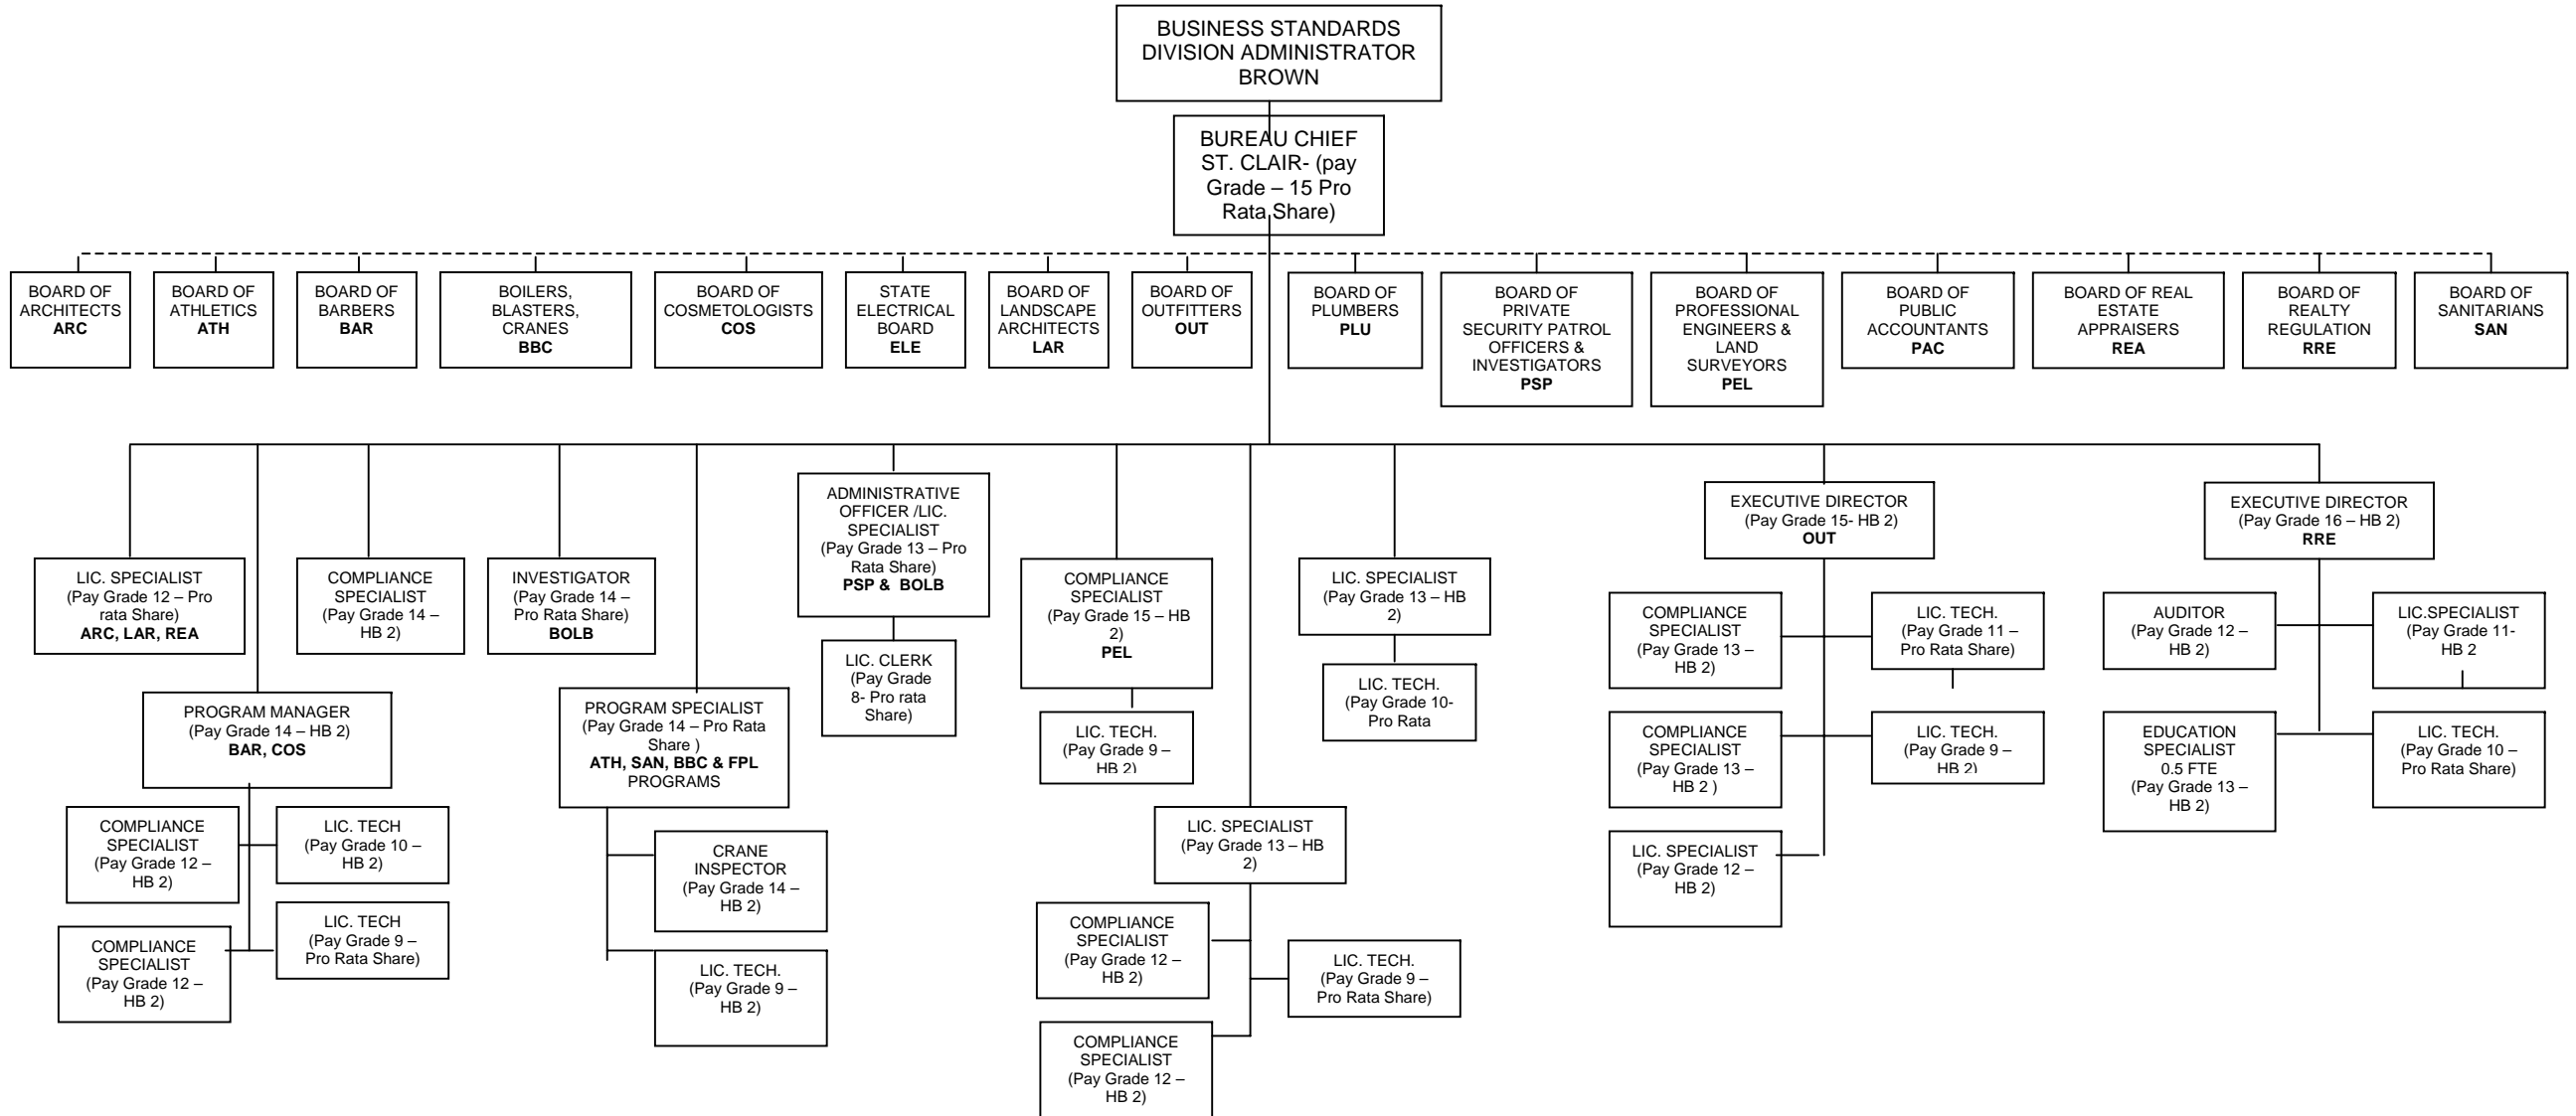 BUSINESS STANDARDS
DIVISION ADMINISTRATOR
BROWN
BUREAU CHIEF
ST. CLAIR- (pay
Grade – 15 Pro
Rata Share)
BOARD OF
ARCHITECTS
ARC
BOARD OF
ATHLETICS
ATH
BOARD OF
BARBERS
BAR
BOILERS,
BLASTERS,
CRANES
BBC
BOARD OF
COSMETOLOGISTS
COS
STATE
ELECTRICAL
BOARD
ELE
BOARD OF
LANDSCAPE
ARCHITECTS
LAR
BOARD OF
OUTFITTERS
OUT
BOARD OF
PLUMBERS
PLU
BOARD OF
PRIVATE
SECURITY PATROL
OFFICERS &
INVESTIGATORS
PSP
BOARD OF
PROFESSIONAL
ENGINEERS &
LAND
SURVEYORS
PEL
BOARD OF
PUBLIC
ACCOUNTANTS
PAC
BOARD OF REAL
ESTATE
APPRAISERS
REA
BOARD OF
REALTY
REGULATION
RRE
BOARD OF
SANITARIANS
SAN
LIC. SPECIALIST
(Pay Grade 12 – Pro
rata Share)
ARC, LAR, REA
PROGRAM MANAGER
(Pay Grade 14 – HB 2)
BAR, COS
COMPLIANCE
SPECIALIST
(Pay Grade 12 –
HB 2)
LIC. TECH
(Pay Grade 10 –
HB 2)
COMPLIANCE
SPECIALIST
(Pay Grade 12 –
HB 2)
LIC. TECH
(Pay Grade 9 –
Pro Rata Share)
COMPLIANCE
SPECIALIST
(Pay Grade 14 –
HB 2)
INVESTIGATOR
(Pay Grade 14 –
Pro Rata Share)
BOLB
PROGRAM SPECIALIST
(Pay Grade 14 – Pro Rata
Share )
ATH, SAN, BBC & FPL
PROGRAMS
CRANE
INSPECTOR
(Pay Grade 14 –
HB 2)
LIC. TECH.
(Pay Grade 9 –
HB 2)
ADMINISTRATIVE
OFFICER /LIC.
SPECIALIST
(Pay Grade 13 – Pro
Rata Share)
PSP & BOLB
LIC. CLERK
(Pay Grade
8- Pro rata
Share)
COMPLIANCE
SPECIALIST
(Pay Grade 15 – HB
2)
PEL
LIC. TECH.
(Pay Grade 9 –
HB 2)
LIC. SPECIALIST
(Pay Grade 13 – HB
2)
COMPLIANCE
SPECIALIST
(Pay Grade 12 –
HB 2)
LIC. TECH.
(Pay Grade 9 –
Pro Rata Share)
COMPLIANCE
SPECIALIST
(Pay Grade 12 –
HB 2)
LIC. SPECIALIST
(Pay Grade 13 – HB
2)
LIC. TECH.
(Pay Grade 10-
Pro Rata
EXECUTIVE DIRECTOR
(Pay Grade 15- HB 2)
OUT
COMPLIANCE
SPECIALIST
(Pay Grade 13 –
HB 2)
LIC. TECH.
(Pay Grade 11 –
Pro Rata Share)
COMPLIANCE
SPECIALIST
(Pay Grade 13 –
HB 2 )
LIC. TECH.
(Pay Grade 9 –
HB 2)
LIC. SPECIALIST
(Pay Grade 12 –
HB 2)
EXECUTIVE DIRECTOR
(Pay Grade 16 – HB 2)
RRE
AUDITOR
(Pay Grade 12 –
HB 2)
LIC.SPECIALIST
(Pay Grade 11-
HB 2
EDUCATION
SPECIALIST
0.5 FTE
(Pay Grade 13 –
HB 2)
LIC. TECH.
(Pay Grade 10 –
Pro Rata Share)